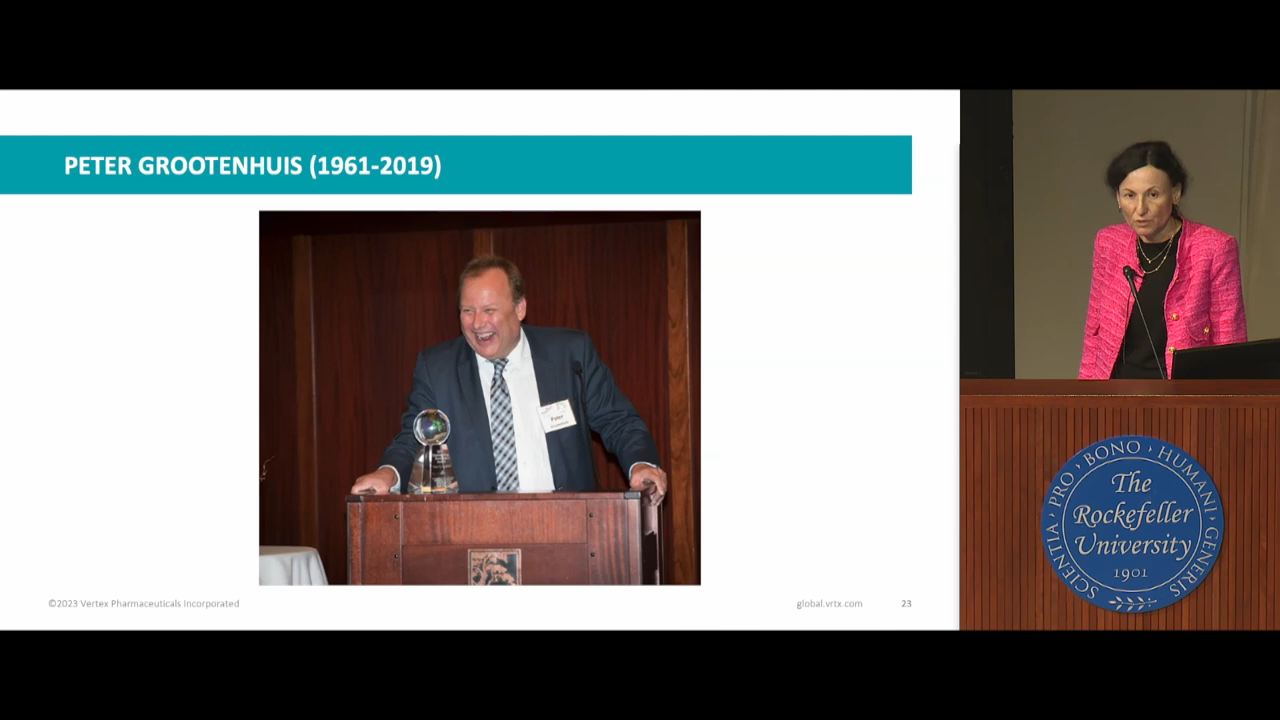 PETER GROOTENHUIS (1961-2019)
Peter
©2023 Vertex Pharmaceuticals Incorporated
global.vrtx.com
23
SCIENTIA · PRO · BONO · HUMANI · GENERIS
The
Rockefeller
University
1901